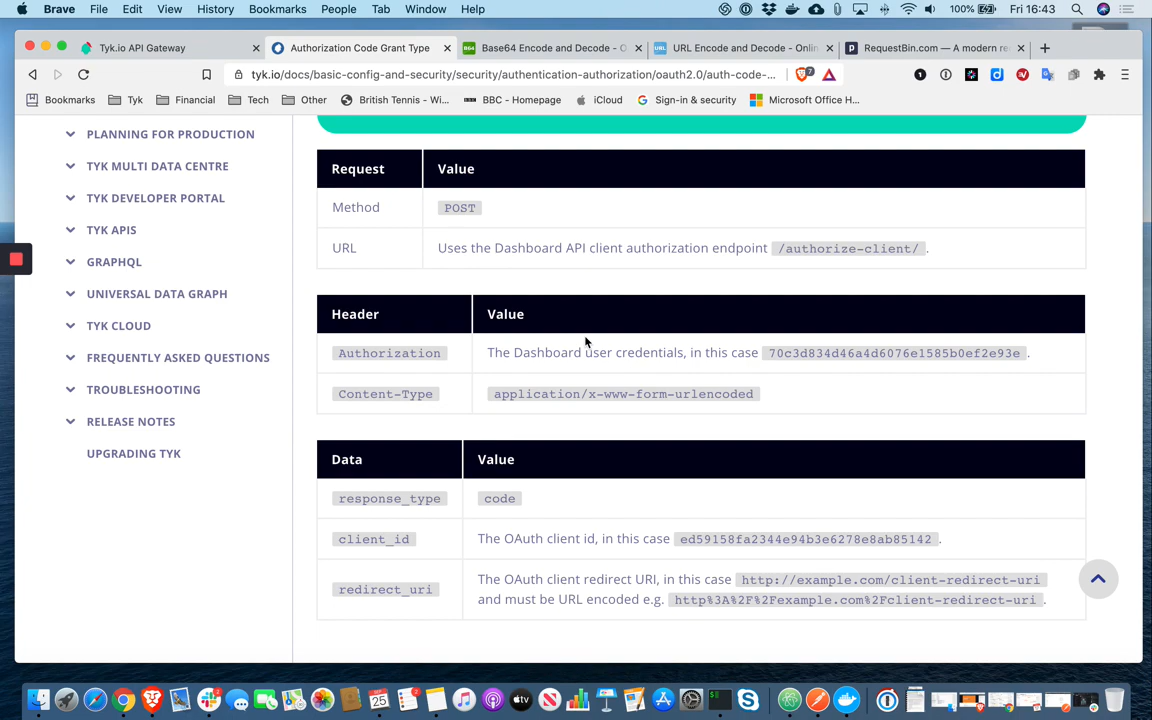 Brave File Edit View History Bookmarks People Tab Window Help 100% Fri 16:43
Tyk.io API Gateway
Authorization Code Grant Type
Base64 Encode and Decode - O
URL Encode and Decode - Onlin
RequestBin.com — A modern re
tyk.io/docs/basic-config-and-security/security/authentication-authorization/oauth2.0/auth-code-...
Bookmarks Tyk Financial Tech Other British Tennis - Wi... BBC - Homepage iCloud Sign-in & security Microsoft Office H...
PLANNING FOR PRODUCTION
TYK MULTI DATA CENTRE
TYK DEVELOPER PORTAL
TYK APIS
GRAPHQL
UNIVERSAL DATA GRAPH
TYK CLOUD
FREQUENTLY ASKED QUESTIONS
TROUBLESHOOTING
RELEASE NOTES
UPGRADING TYK
Request Value
Method POST
URL Uses the Dashboard API client authorization endpoint /authorize-client/ .
Header Value
Authorization The Dashboard user credentials, in this case 70c3d834d46a4d6076e1585b0ef2e93e .
Content-Type application/x-www-form-urlencoded
Data Value
response_type code
client_id The OAuth client id, in this case ed59158fa2344e94b3e6278e8ab85142 .
redirect_uri The OAuth client redirect URI, in this case http://example.com/client-redirect-uri
and must be URL encoded e.g. http%3A%2F%2Fexample.com%2Fclient-redirect-uri .